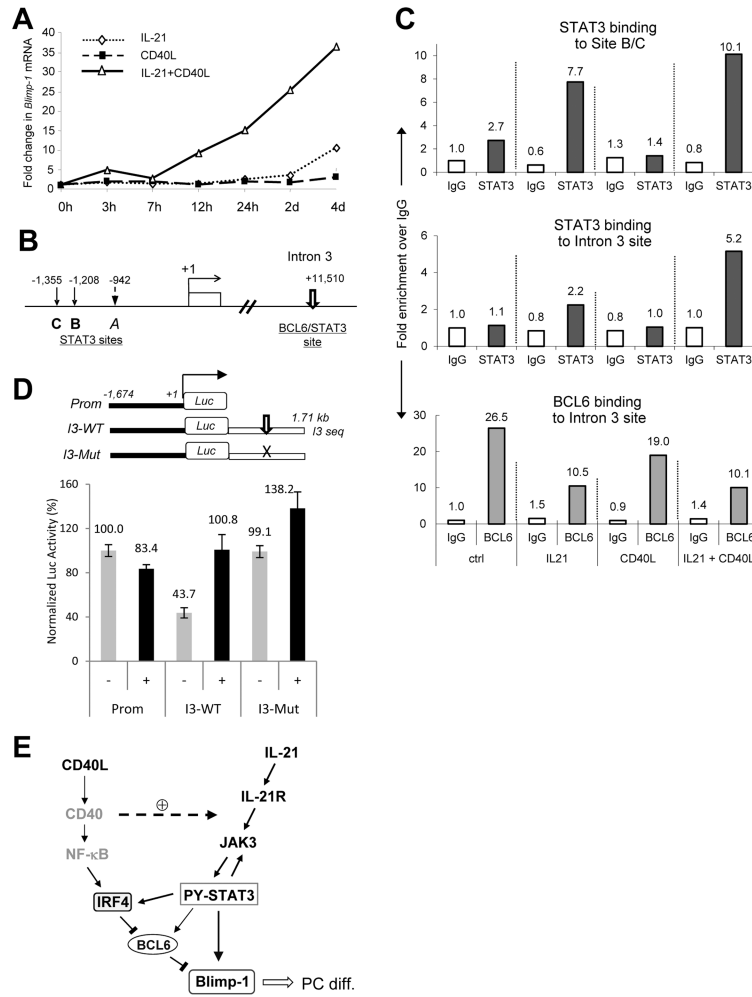 A
Fold change in Blimp-1 mRNA
40
35
30
25
20
15
10
5
0
IL-21
CD40L
IL-21+CD40L
0h 3h 7h 12h 24h 2d 4d
B
-1,355 -1,208 -942
+1
Intron 3
+11,510
C B A
STAT3 sites
BCL6/STAT3
site
C
Fold enrichment over IgG
STAT3 binding
to Site B/C
10
8
6
4
2
0
1.0 2.7 0.6 7.7 1.3 1.4 0.8 10.1
IgG STAT3 IgG STAT3 IgG STAT3 IgG STAT3
STAT3 binding
to Intron 3 site
6
4
2
0
1.0 1.1 0.8 2.2 0.8 1.0 1.0 5.2
IgG STAT3 IgG STAT3 IgG STAT3 IgG STAT3
BCL6 binding
to Intron 3 site
30
20
10
0
1.0 26.5 1.5 10.5 0.9 19.0 1.4 10.1
IgG BCL6 IgG BCL6 IgG BCL6 IgG BCL6
ctrl IL21 CD40L IL21 + CD40L
D
-1,674 +1
Prom Luc
1.71 kb
I3-WT Luc I3 seq
I3-Mut Luc X
Normalized Luc Activity (%)
160
120
80
40
0
100.0 83.4 43.7 100.8 99.1 138.2
- + - + - +
Prom I3-WT I3-Mut
E
CD40L
IL-21
CD40
⊕
IL-21R
NF-κB
JAK3
IRF4
PY-STAT3
BCL6
Blimp-1
PC diff.